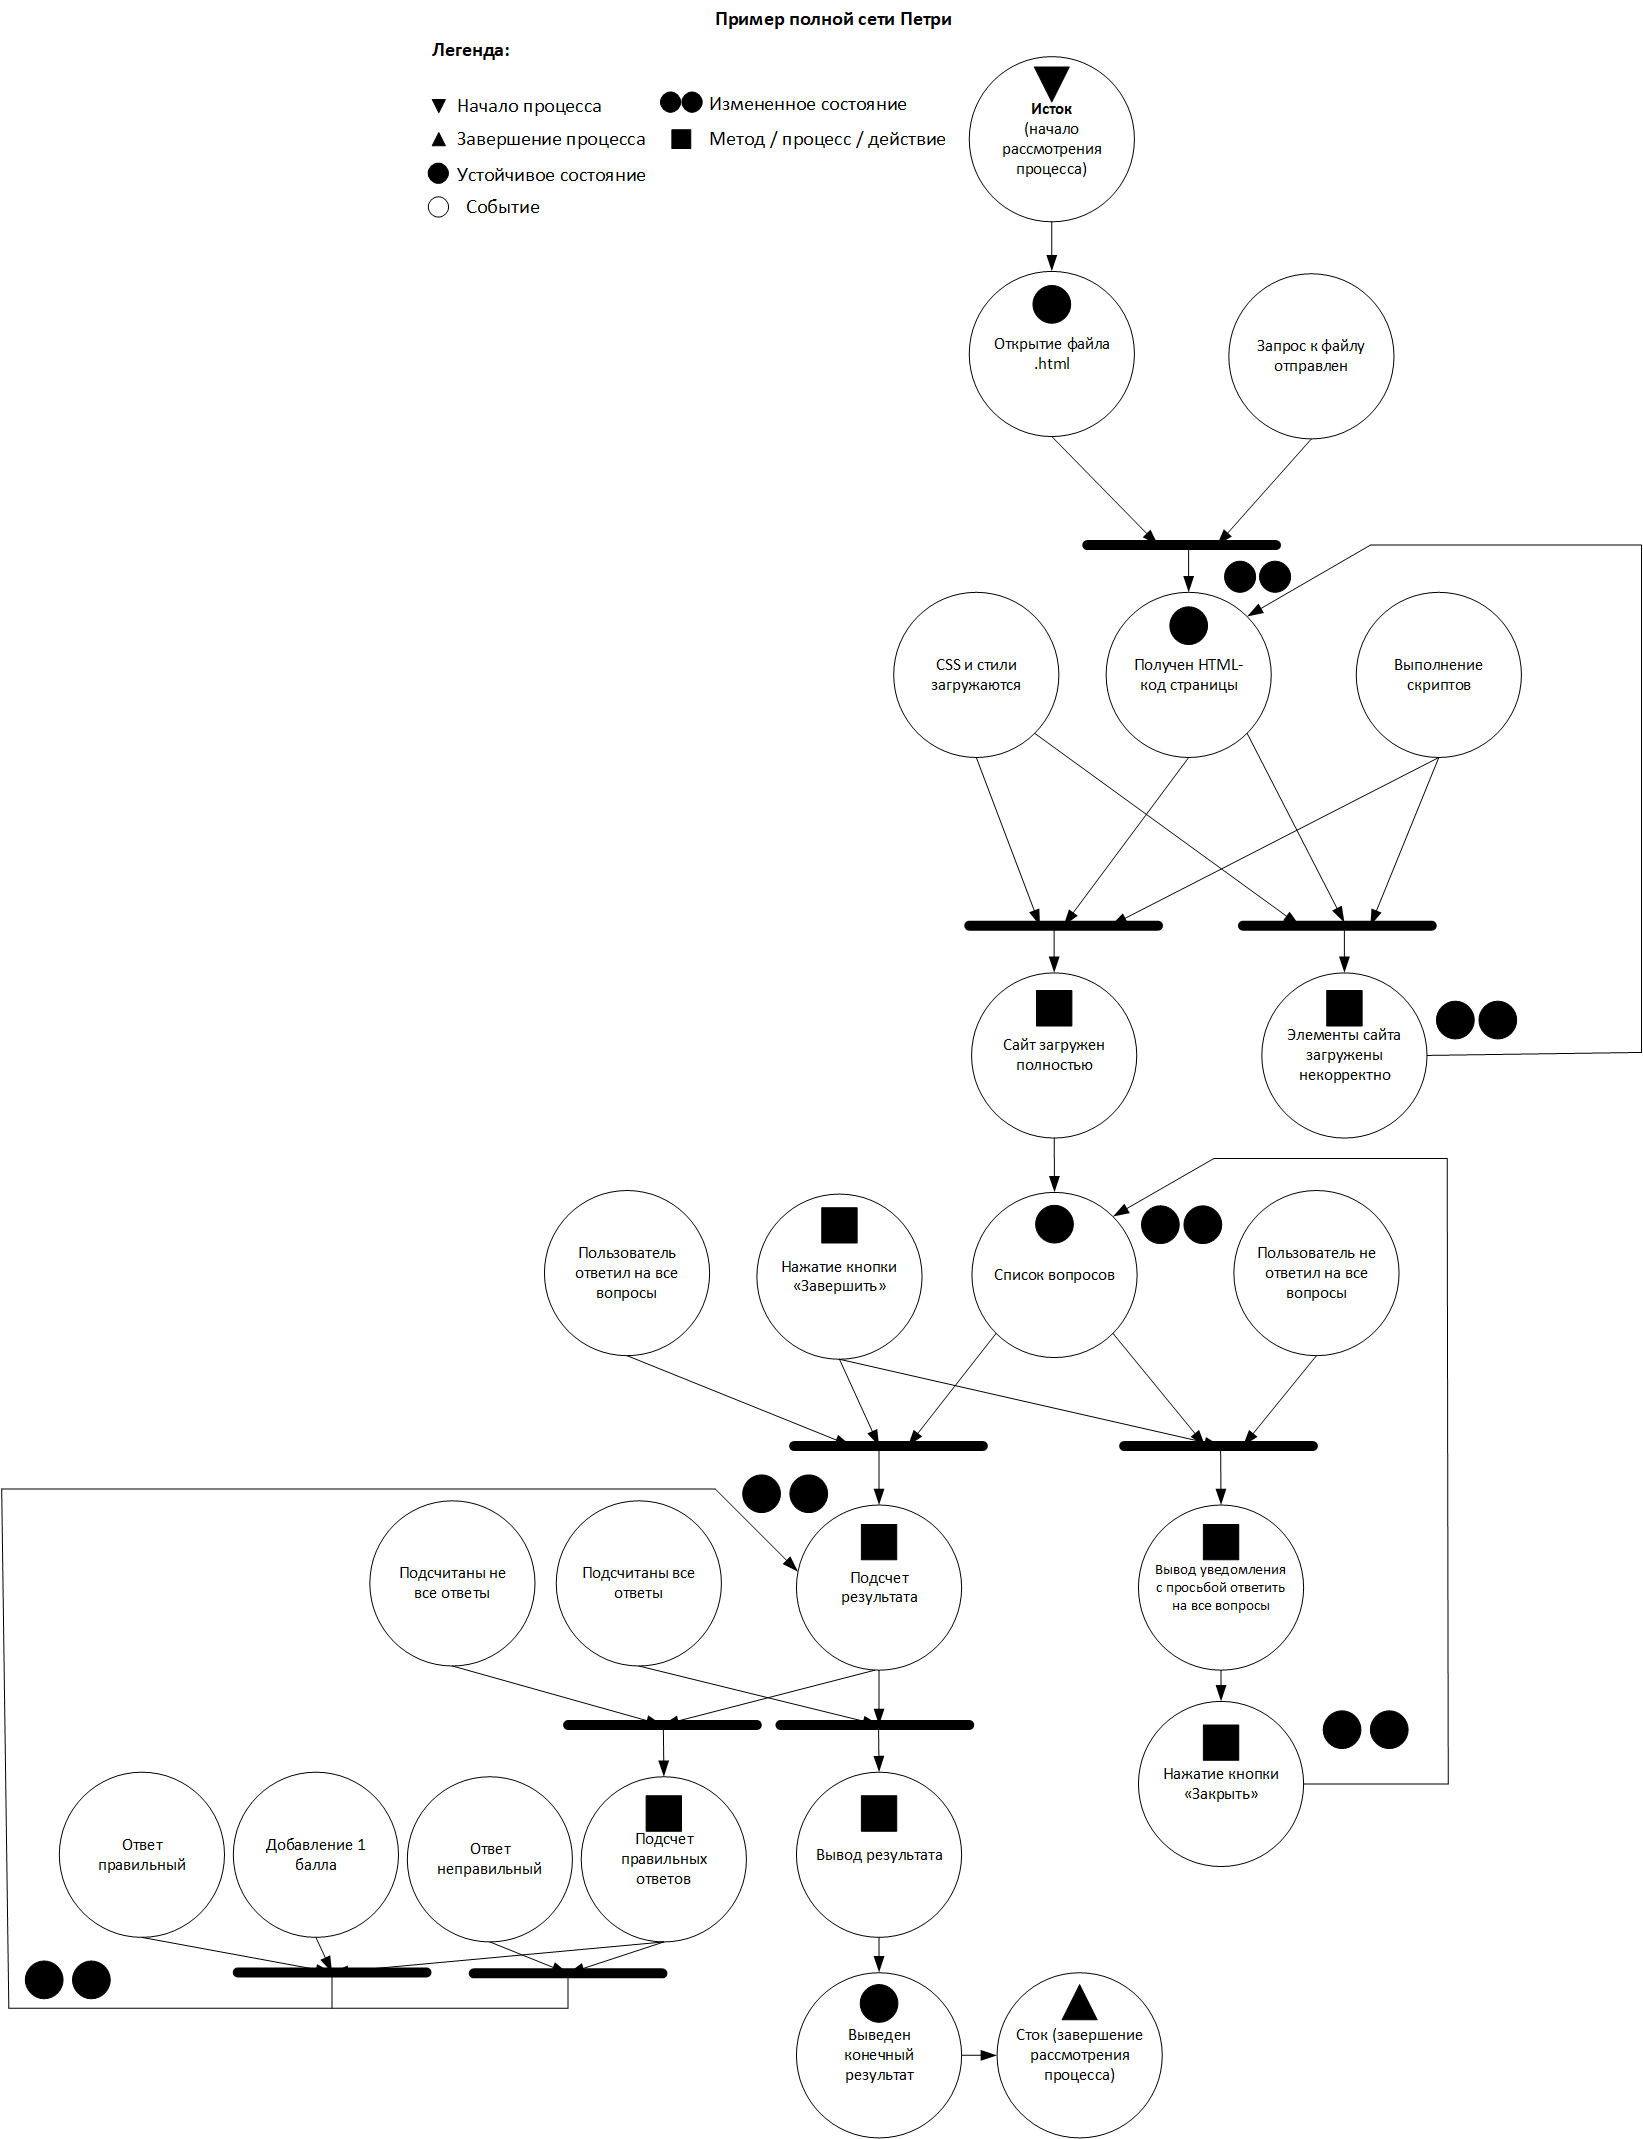 Пример полной сети Петри
Легенда:
Начало процесса
Измененное состояние
Завершение процесса
Метод / процесс / действие
Устойчивое состояние
Событие
Исток
(начало
рассмотрения
процесса)
Открытие файла
.html
Запрос к файлу
отправлен
CSS и стили
загружаются
Получен HTML-
код страницы
Выполнение
скриптов
Сайт загружен
полностью
Элементы сайта
загружены
некорректно
Пользователь
ответил на все
вопросы
Нажатие кнопки
«Завершить»
Список вопросов
Пользователь не
ответил на все
вопросы
Подсчитаны не
все ответы
Подсчитаны все
ответы
Подсчет
результата
Вывод уведомления
с просьбой ответить
на все вопросы
Нажатие кнопки
«Закрыть»
Ответ
правильный
Добавление 1
балла
Ответ
неправильный
Подсчет
правильных
ответов
Вывод результата
Выведен
конечный
результат
Сток (завершение
рассмотрения
процесса)